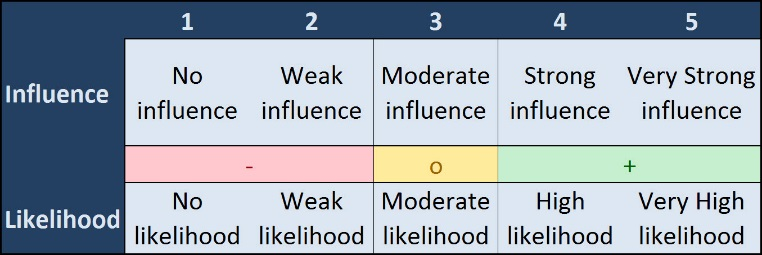 1 2 3 4 5
Influence
No influence
Weak influence
Moderate influence
Strong influence
Very Strong influence
- o +
Likelihood
No likelihood
Weak likelihood
Moderate likelihood
High likelihood
Very High likelihood